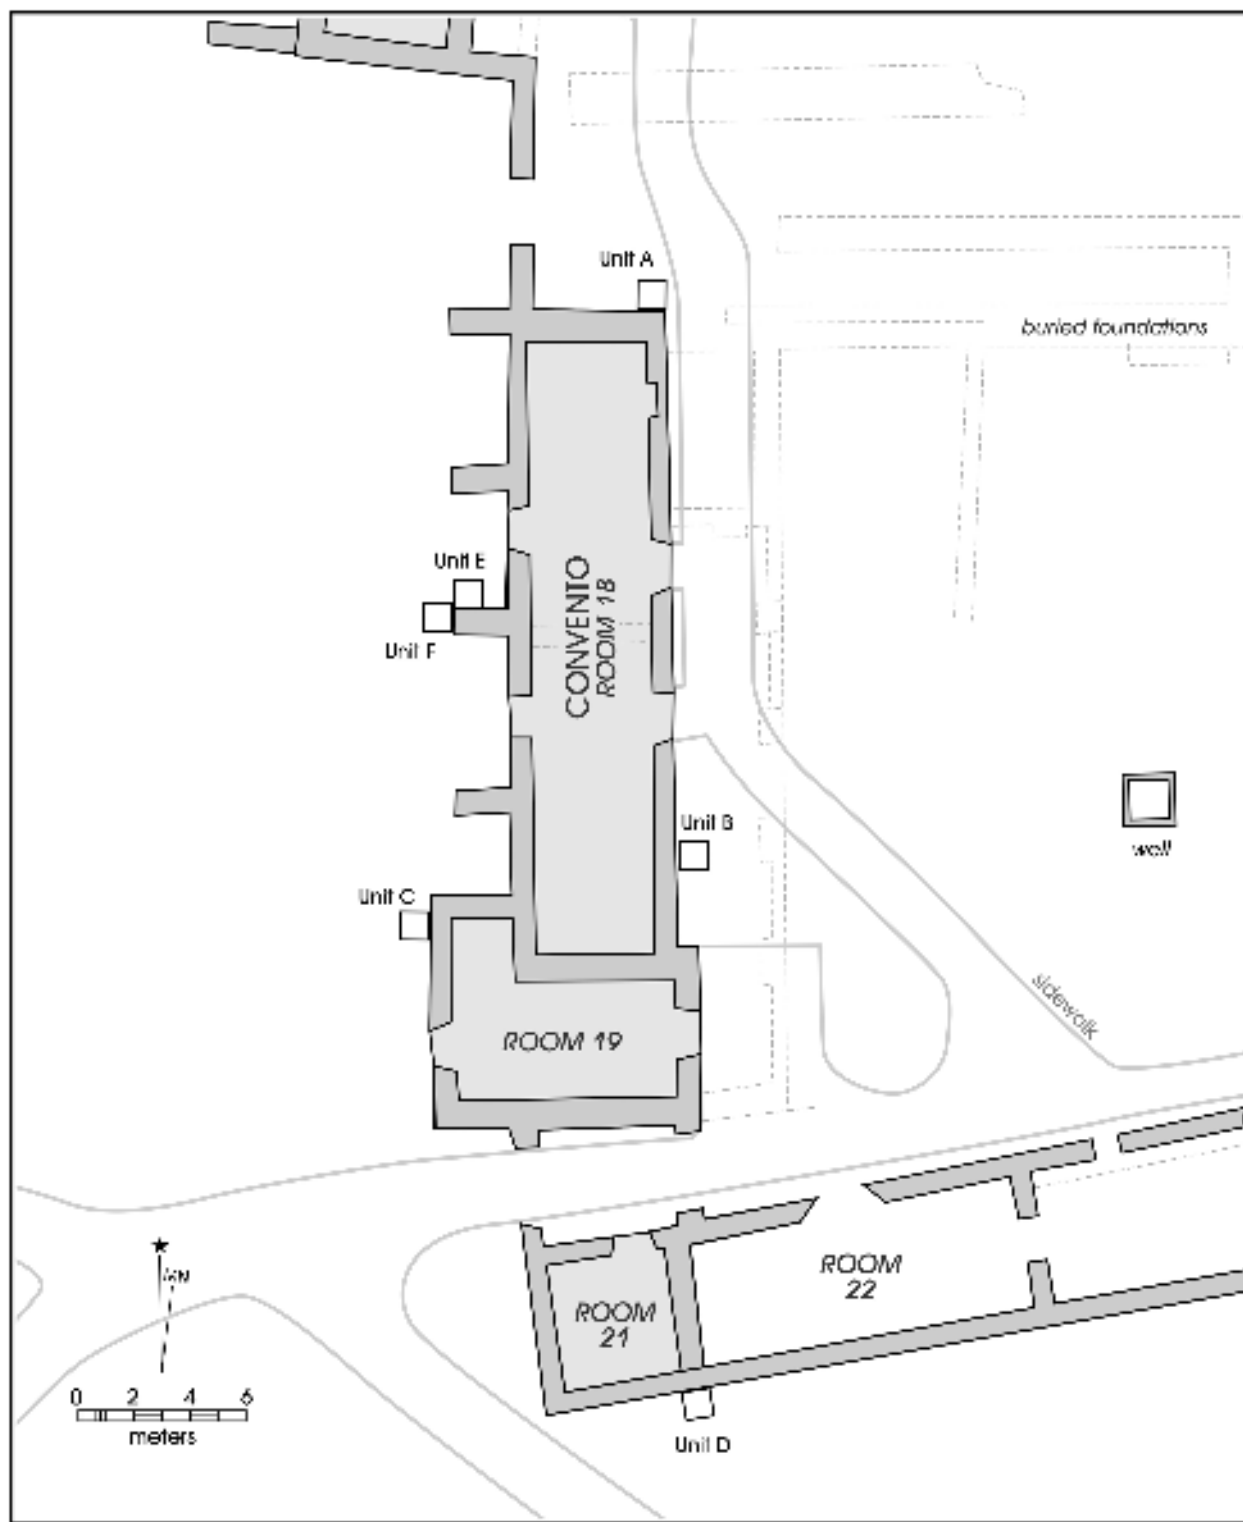 Unit A
buried foundations
Unit E
CONVENTO
ROOM 18
Unit F
Unit B
well
Unit C
sidewalk
ROOM 19
ROOM
22
MN
ROOM
21
0 2 4 6
meters
Unit D